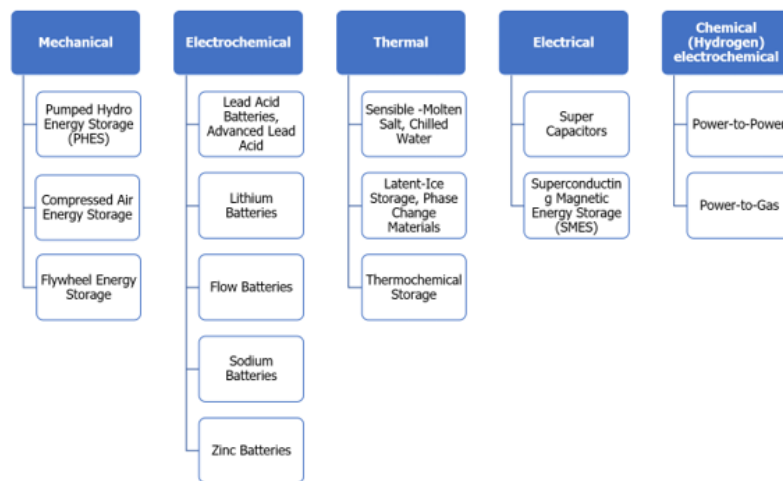 Mechanical
Pumped Hydro
Energy Storage
(PHES)
Compressed Air
Energy Storage
Flywheel Energy
Storage
Electrochemical
Lead Acid
Batteries,
Advanced Lead
Acid
Lithium
Batteries
Flow Batteries
Sodium
Batteries
Zinc Batteries
Thermal
Sensible -Molten
Salt, Chilled
Water
Latent-Ice
Storage, Phase
Change
Materials
Thermochemical
Storage
Electrical
Super
Capacitors
Superconductin
g Magnetic
Energy Storage
(SMES)
Chemical
(Hydrogen)
electrochemical
Power-to-Power
Power-to-Gas